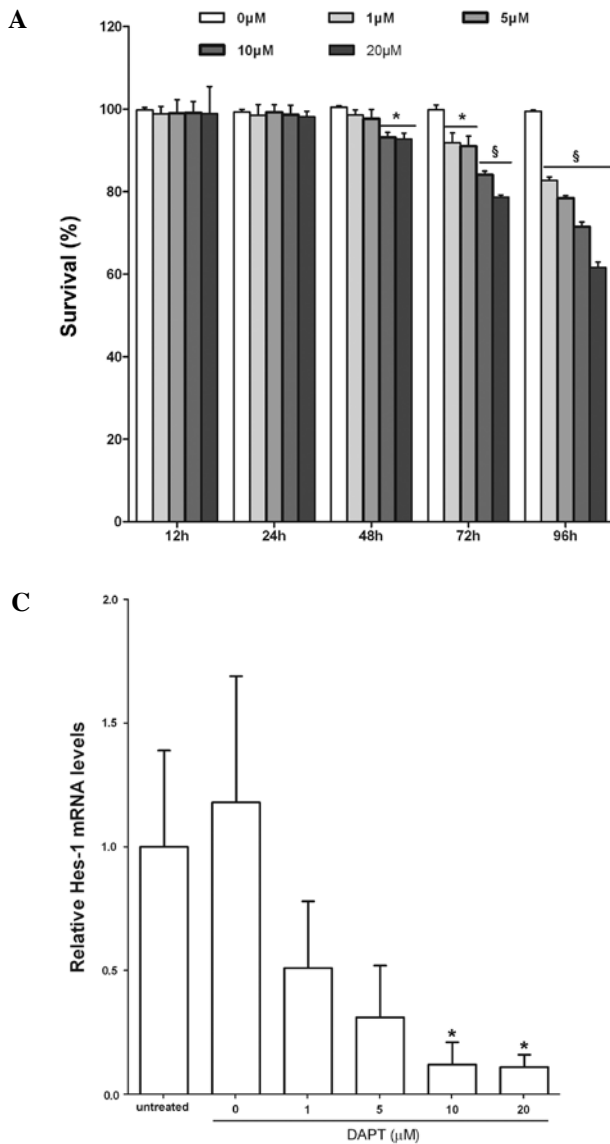 A
0μM 1μM 5μM
10μM 20μM
120
100
80
60
40
20
0
Survival (%)
* * § §
12h 24h 48h 72h 96h
C
2.0
1.5
1.0
0.5
0.0
Relative Hes-1 mRNA levels
* *
untreated 0 1 5 10 20
DAPT (μM)